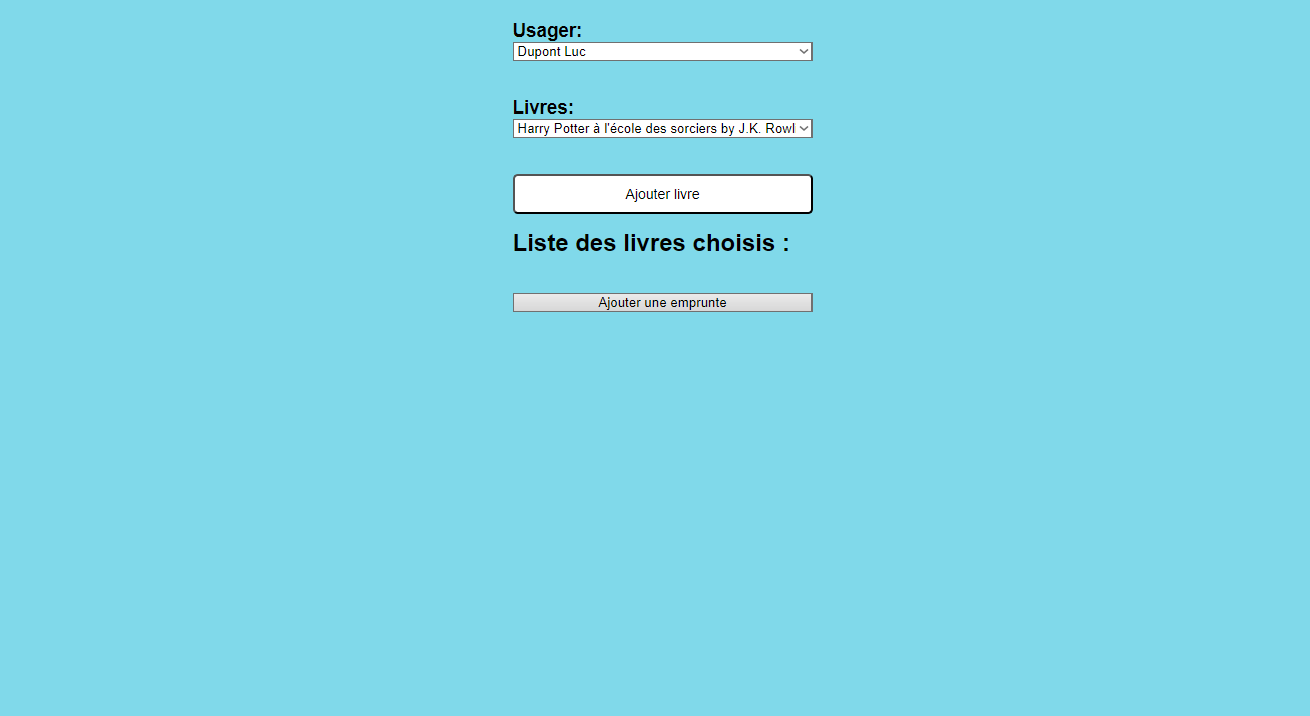 Usager:
Dupont Luc
Livres:
Harry Potter à l'école des sorciers by J.K. Rowl
Ajouter livre
Liste des livres choisis :
Ajouter une emprunte